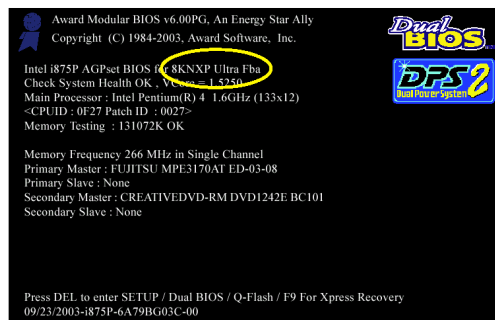 Award Modular BIOS v6.00PG, An Energy Star Ally
Copyright (C) 1984-2003, Award Software, Inc.
Dual BIOS
Intel i875P AGPset BIOS for 8KNXP Ultra Fba
Check System Health OK , VCore = 1.5250
Main Processor : Intel Pentium(R) 4 1.6GHz (133x12)
<CPUID : 0F27 Patch ID : 0027>
Memory Testing : 131072K OK
DPS2
Dual Power System
Memory Frequency 266 MHz in Single Channel
Primary Master : FUJITSU MPE3170AT ED-03-08
Primary Slave : None
Secondary Master : CREATIVEDVD-RM DVD1242E BC101
Secondary Slave : None
Press DEL to enter SETUP / Dual BIOS / Q-Flash / F9 For Xpress Recovery
09/23/2003-i875P-6A79BG03C-00